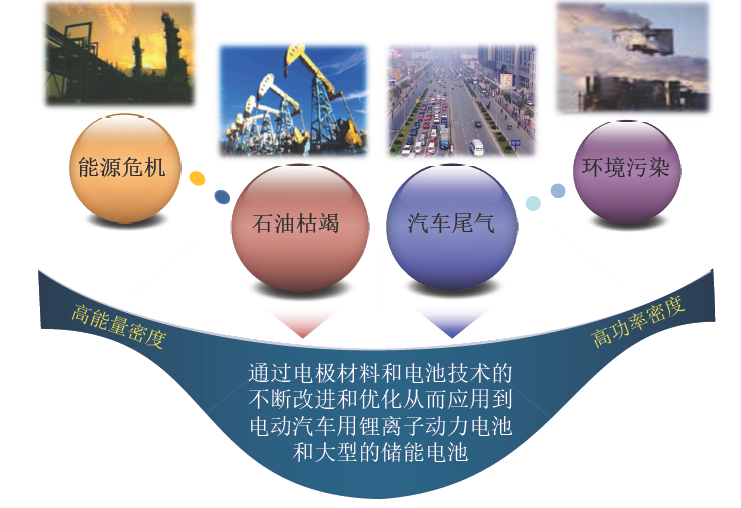 能源危机
石油枯竭
汽车尾气
环境污染
高能量密度
高功率密度
通过电极材料和电池技术的
不断改进和优化从而应用到
电动汽车用锂离子动力电池
和大型的储能电池